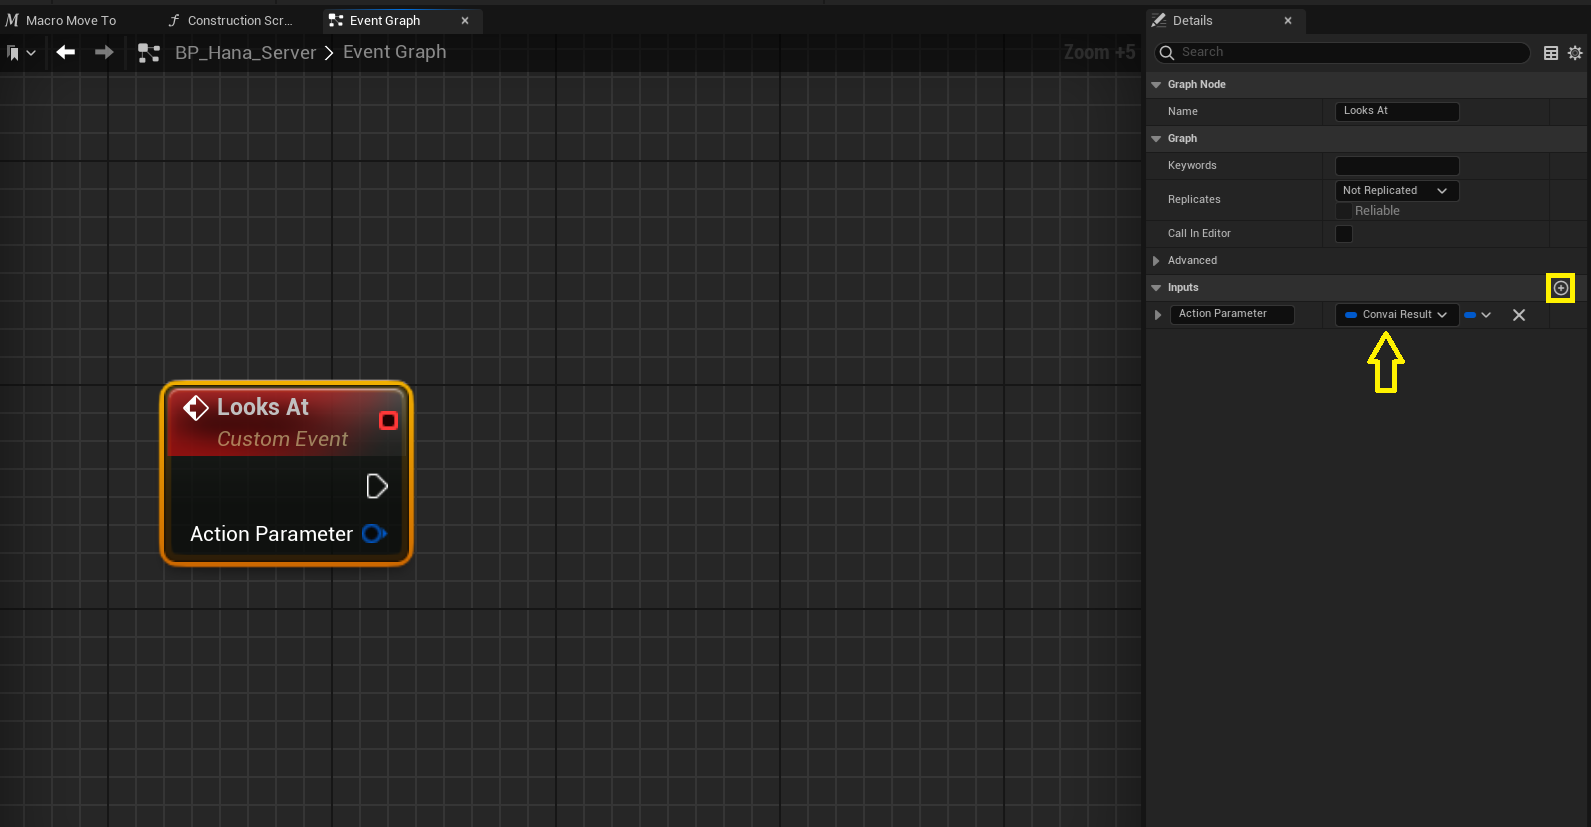 Macro Move To
Construction Scr...
Event Graph
BP_Hana_Server > Event Graph
Zoom +5
Looks At
Custom Event
Action Parameter
Details
Search
Graph Node
Name
Looks At
Graph
Keywords
Replicates
Not Replicated
Reliable
Call In Editor
Advanced
Inputs
Action Parameter
Convai Result